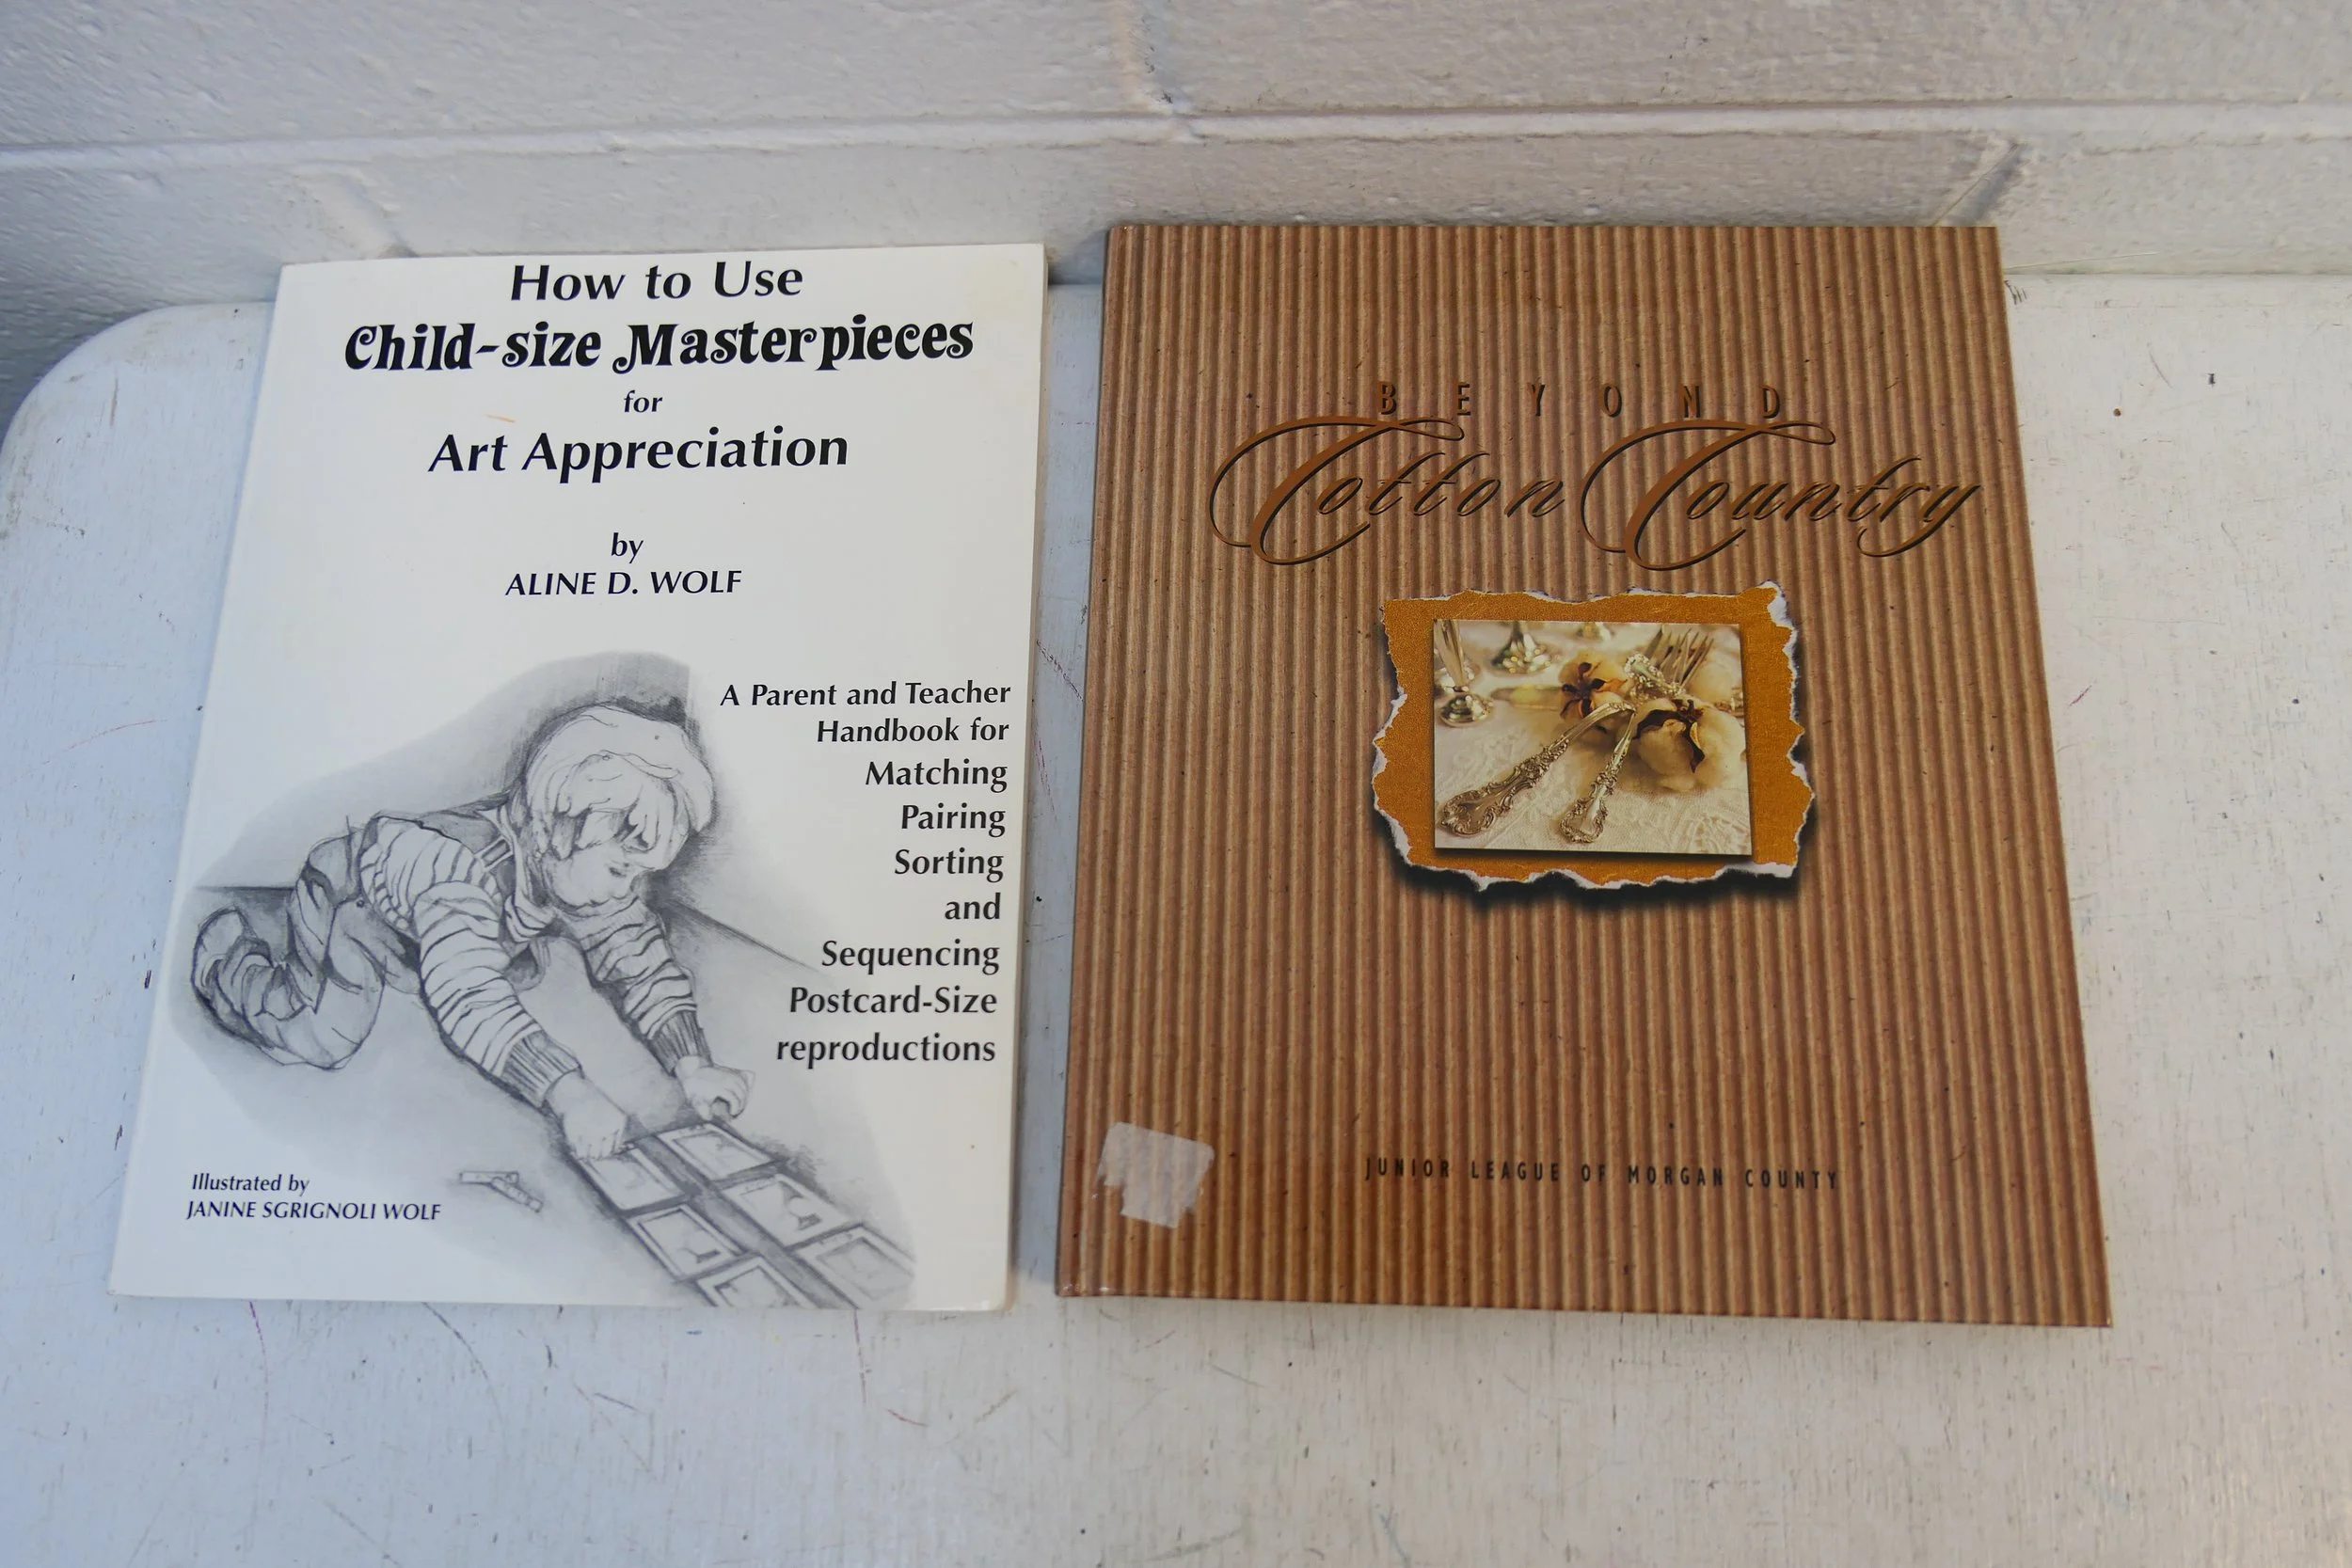 How to Use
Child-size Masterpieces
for
Art Appreciation
by
ALINE D. WOLF
A Parent and Teacher
Handbook for
Matching
Pairing
Sorting
and
Sequencing
Postcard-Size
reproductions
Illustrated by
JANINE SGRIGNOLI WOLF
BEYOND
Cotton Country
JUNIOR LEAGUE OF MORGAN COUNTY